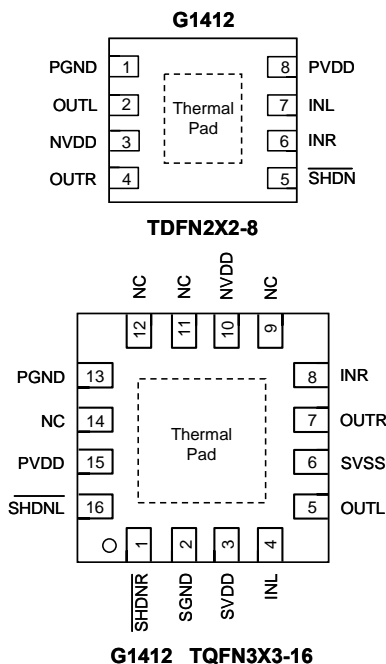 G1412
PGND 1 8 PVDD
OUTL 2 7 INL
NVDD 3 6 INR
OUTR 4 5 SHDN
Thermal
Pad
TDFN2X2-8
NC NC NVDD NC
12 11 10 9
PGND 13 8 INR
NC 14 7 OUTR
PVDD 15 6 SVSS
SHDNL 16 5 OUTL
Thermal
Pad
1 2 3 4
SHDNR SGND SVDD INL
G1412 TQFN3X3-16